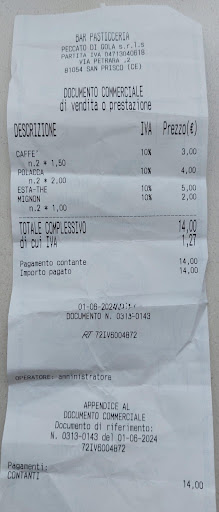 BAR PASTICCERIA
PECCATO DI GOLA s.r.l.s
PARTITA IVA 04713040618
VIA PETRARA 2
81054 SAN PRISCO (CE)
DOCUMENTO COMMERCIALE
di vendita o prestazione
DESCRIZIONE IVA Prezzo(€)
CAFFE' 10% 3,00
n.2 * 1,50
POLACCA 10% 4,00
n.2 * 2,00
ESTA-THE 10% 5,00
MIGNON 10% 2,00
n.2 * 1,00
TOTALE COMPLESSIVO 14,00
di cui IVA 1,27
Pagamento contante 14,00
Importo pagato 14,00
01-06-2024
DOCUMENTO N. 0313-0143
RT 72IV6004872
OPERATORE: amministratore
APPENDICE AL
DOCUMENTO COMMERCIALE
Documento di riferimento:
N. 0313-0143 del 01-06-2024
72IV6004872
Pagamenti:
CONTANTI
14,00